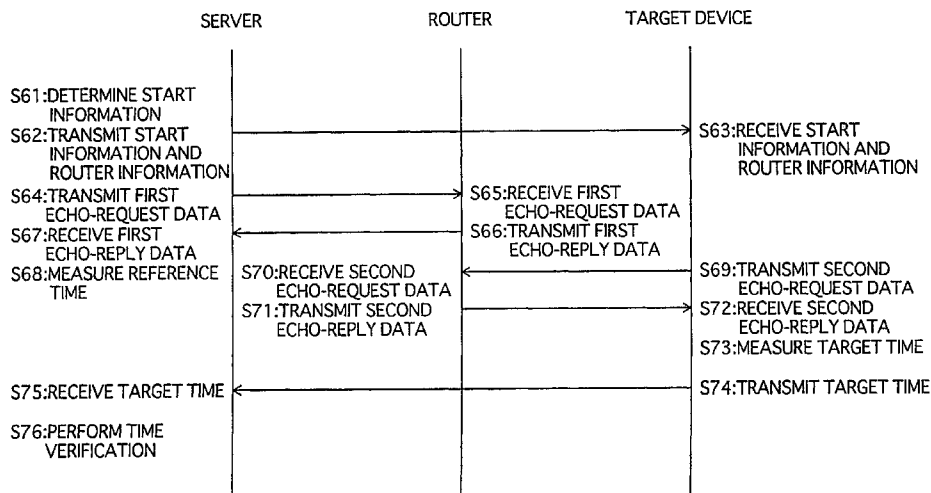 SERVER
ROUTER
TARGET DEVICE
S61:DETERMINE START
INFORMATION
S62:TRANSMIT START
INFORMATION AND
ROUTER INFORMATION
S63:RECEIVE START
INFORMATION AND
ROUTER INFORMATION
S64:TRANSMIT FIRST
ECHO-REQUEST DATA
S65:RECEIVE FIRST
ECHO-REQUEST DATA
S66:TRANSMIT FIRST
ECHO-REPLY DATA
S67:RECEIVE FIRST
ECHO-REPLY DATA
S68:MEASURE REFERENCE
TIME
S69:TRANSMIT SECOND
ECHO-REQUEST DATA
S70:RECEIVE SECOND
ECHO-REQUEST DATA
S71:TRANSMIT SECOND
ECHO-REPLY DATA
S72:RECEIVE SECOND
ECHO-REPLY DATA
S73:MEASURE TARGET TIME
S74:TRANSMIT TARGET TIME
S75:RECEIVE TARGET TIME
S76:PERFORM TIME
VERIFICATION